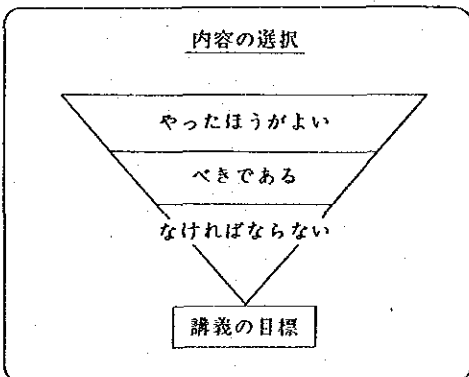 内容の選択
やったほうがよい
べきである
なければならない
講義の目標